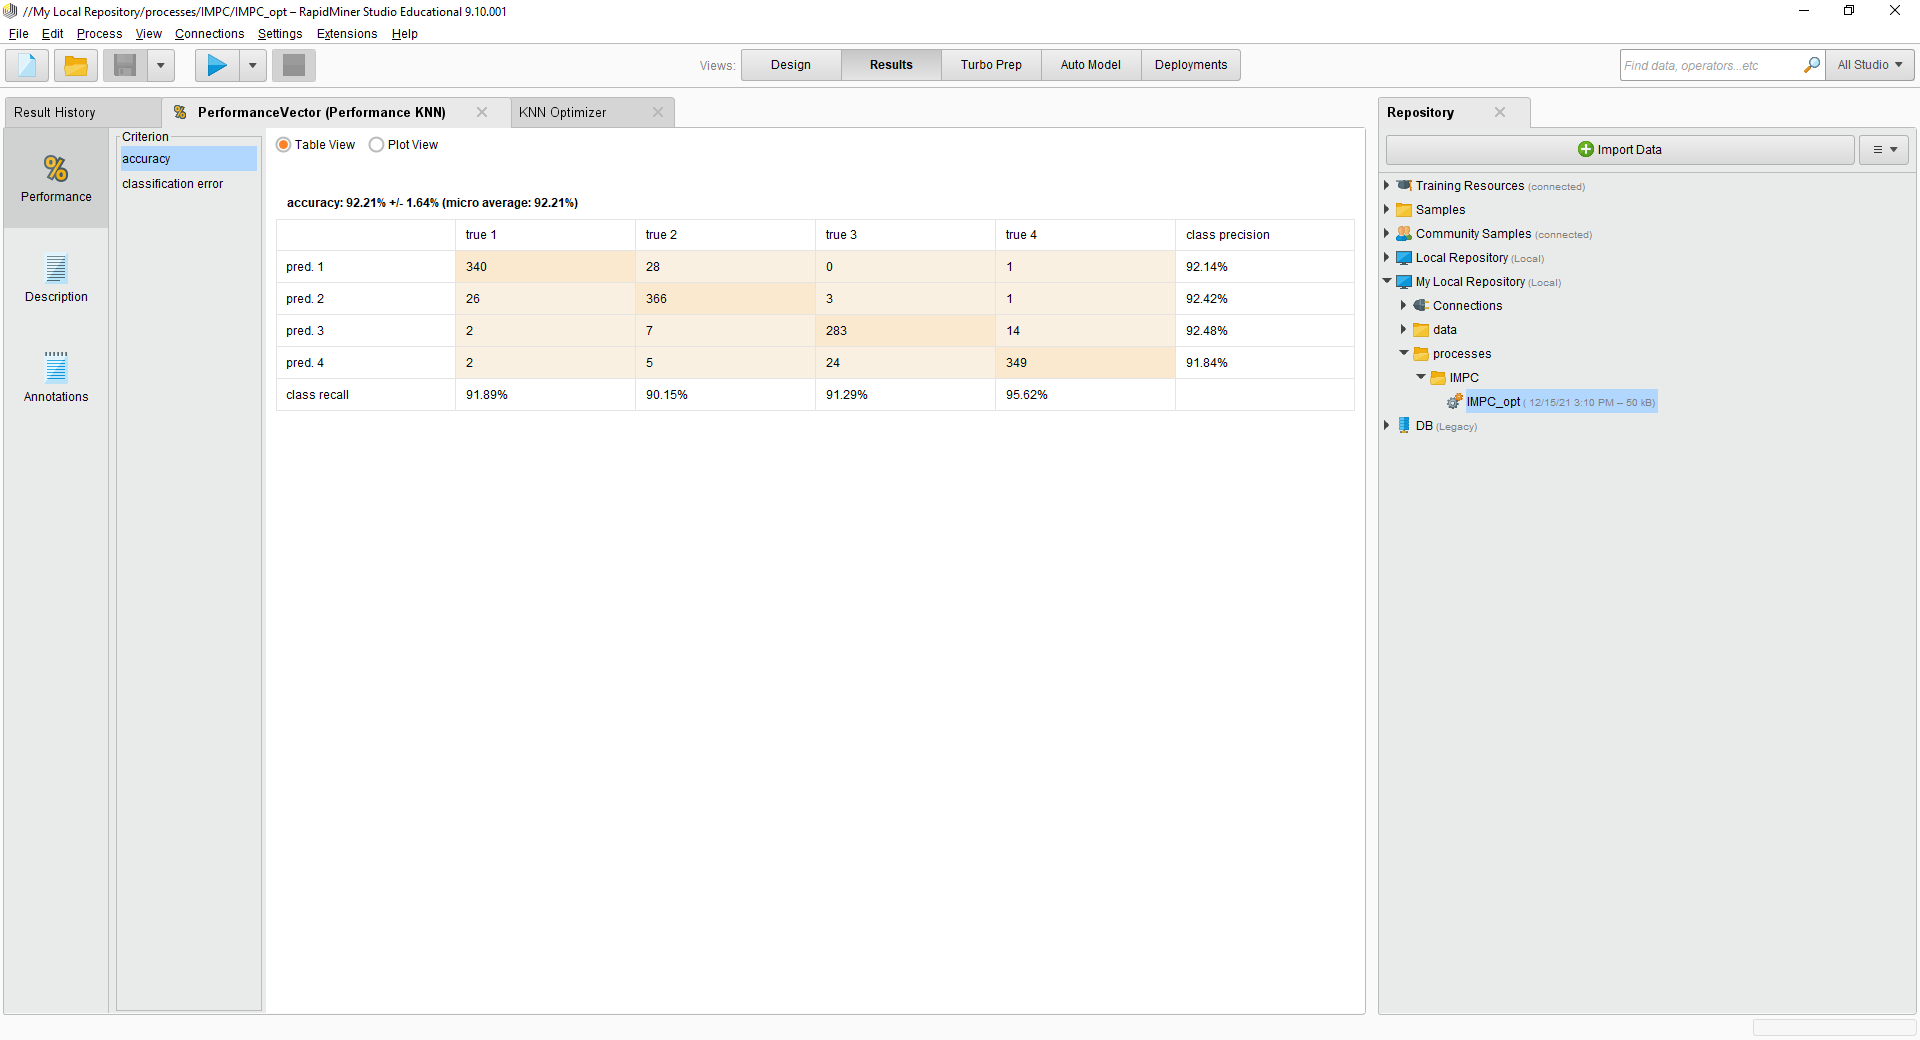 //My Local Repository/processes/IMPC/IMPC_opt – RapidMiner Studio Educational 9.10.001
File Edit Process View Connections Settings Extensions Help
Views: Design Results Turbo Prep Auto Model Deployments
Find data, operators...etc All Studio
Result History PerformanceVector (Performance KNN) KNN Optimizer
Performance
Description
Annotations
Criterion
accuracy
classification error
Table View Plot View
accuracy: 92.21% +/- 1.64% (micro average: 92.21%)
true 1 true 2 true 3 true 4 class precision
pred. 1 340 28 0 1 92.14%
pred. 2 26 366 3 1 92.42%
pred. 3 2 7 283 14 92.48%
pred. 4 2 5 24 349 91.84%
class recall 91.89% 90.15% 91.29% 95.62%
Repository
Import Data
Training Resources (connected)
Samples
Community Samples (connected)
Local Repository (Local)
My Local Repository (Local)
Connections
data
processes
IMPC
IMPC_opt ( 12/15/21 3:10 PM – 50 kB)
DB (Legacy)